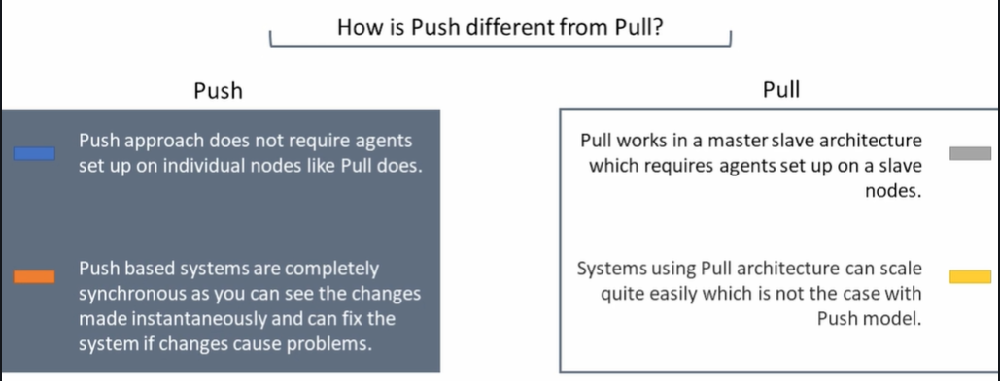 How is Push different from Pull?
Push
Push approach does not require agents
set up on individual nodes like Pull does.
Push based systems are completely
synchronous as you can see the changes
made instantaneously and can fix the
system if changes cause problems.
Pull
Pull works in a master slave architecture
which requires agents set up on a slave
nodes.
Systems using Pull architecture can scale
quite easily which is not the case with
Push model.